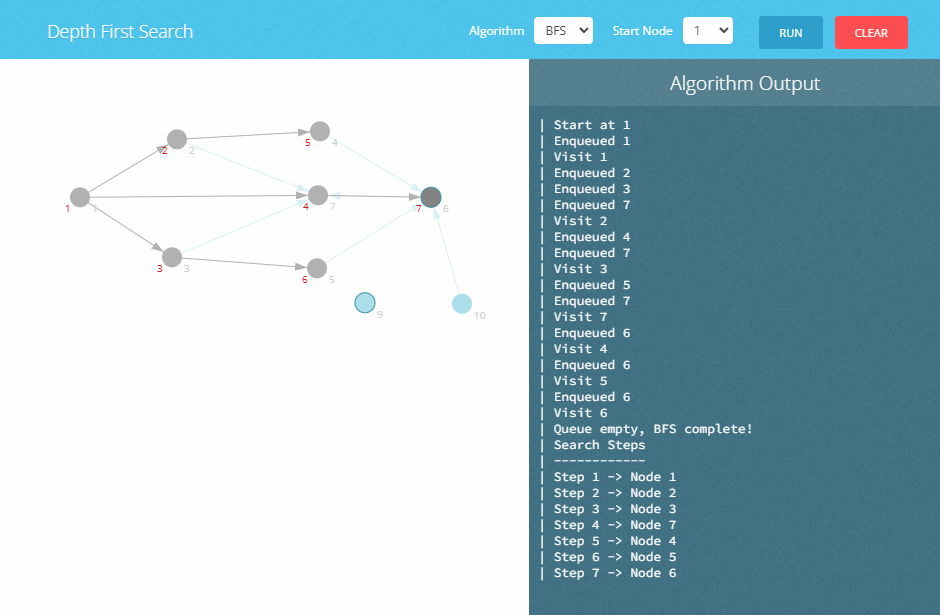 Depth First Search
Algorithm BFS Start Node 1 RUN CLEAR
Algorithm Output
2 2
5 4
1 1
4 7
7 6
3 3
6 5
9
10
| Start at 1
| Enqueued 1
| Visit 1
| Enqueued 2
| Enqueued 3
| Enqueued 7
| Visit 2
| Enqueued 4
| Enqueued 7
| Visit 3
| Enqueued 5
| Enqueued 7
| Visit 7
| Enqueued 6
| Visit 4
| Enqueued 6
| Visit 5
| Enqueued 6
| Visit 6
| Queue empty, BFS complete!
| Search Steps
| ------------
| Step 1 -> Node 1
| Step 2 -> Node 2
| Step 3 -> Node 3
| Step 4 -> Node 7
| Step 5 -> Node 4
| Step 6 -> Node 5
| Step 7 -> Node 6